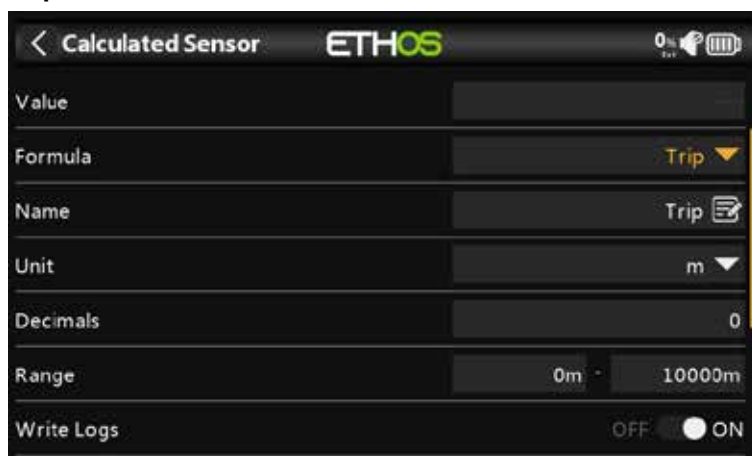 Calculated Sensor ETHOS 0%
Value
Formula Trip
Name Trip
Unit m
Decimals 0
Range 0m - 10000m
Write Logs OFF ON